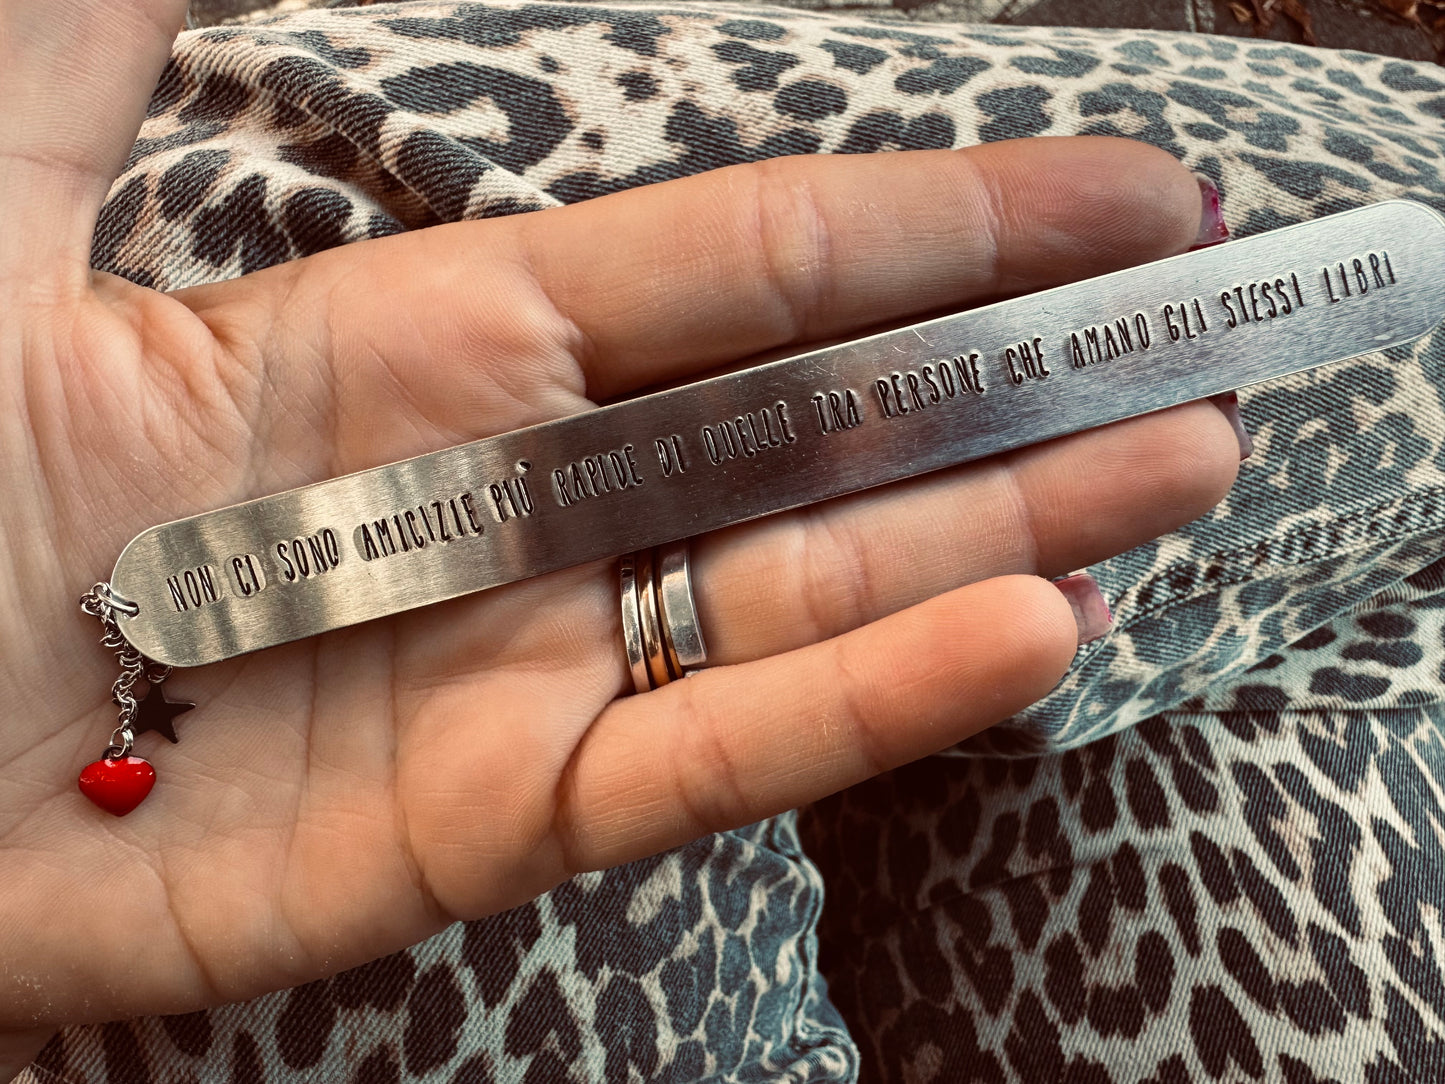 NON CI SONO AMICIZIE PIÙ RAPIDE DI QUELLE TRA PERSONE CHE AMANO GLI STESSI LIBRI